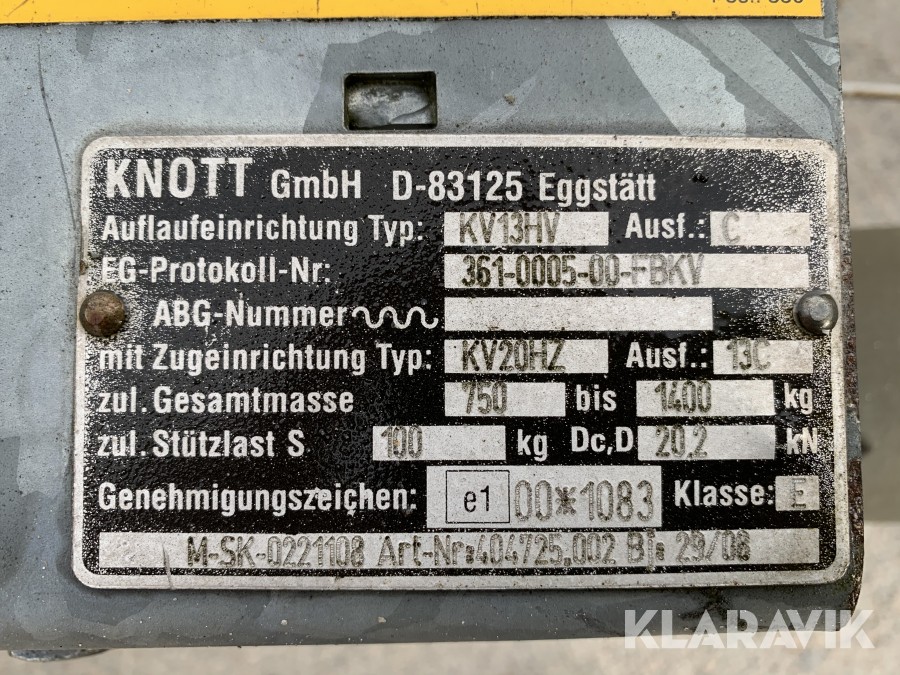 KNOTT GmbH D-83125 Eggstätt
Auflaufeinrichtung Typ: KV13HV Ausf.: C
EG-Protokoll-Nr: 361-0005-00-FBKV
ABG-Nummer
mit Zugeinrichtung Typ: KV20HZ Ausf.: 13C
zul. Gesamtmasse 750 bis 1400 kg
zul. Stützlast S 100 kg Dc,D 20,2 kN
Genehmigungszeichen: e1 00*1083 Klasse: E
M-SK-0221108 Art-Nr:404725.002 BT: 29/08
KLARAVIK